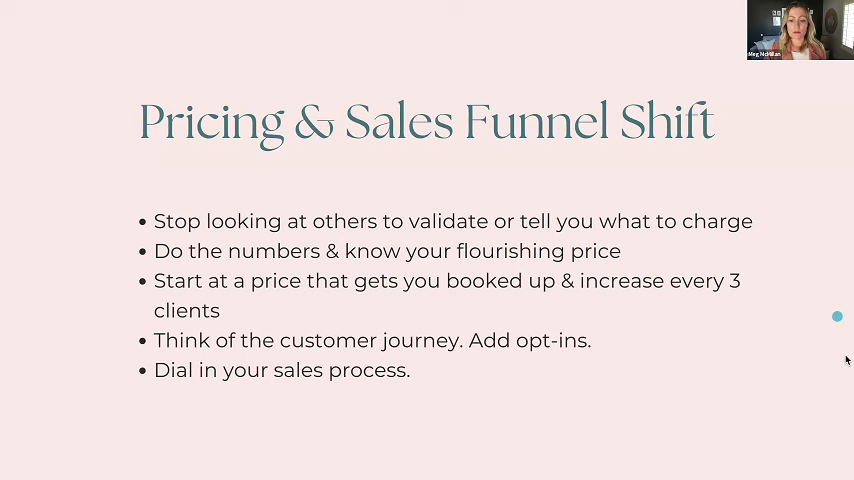 Meg McMillan
Pricing & Sales Funnel Shift
• Stop looking at others to validate or tell you what to charge
• Do the numbers & know your flourishing price
• Start at a price that gets you booked up & increase every 3
clients
• Think of the customer journey. Add opt-ins.
• Dial in your sales process.